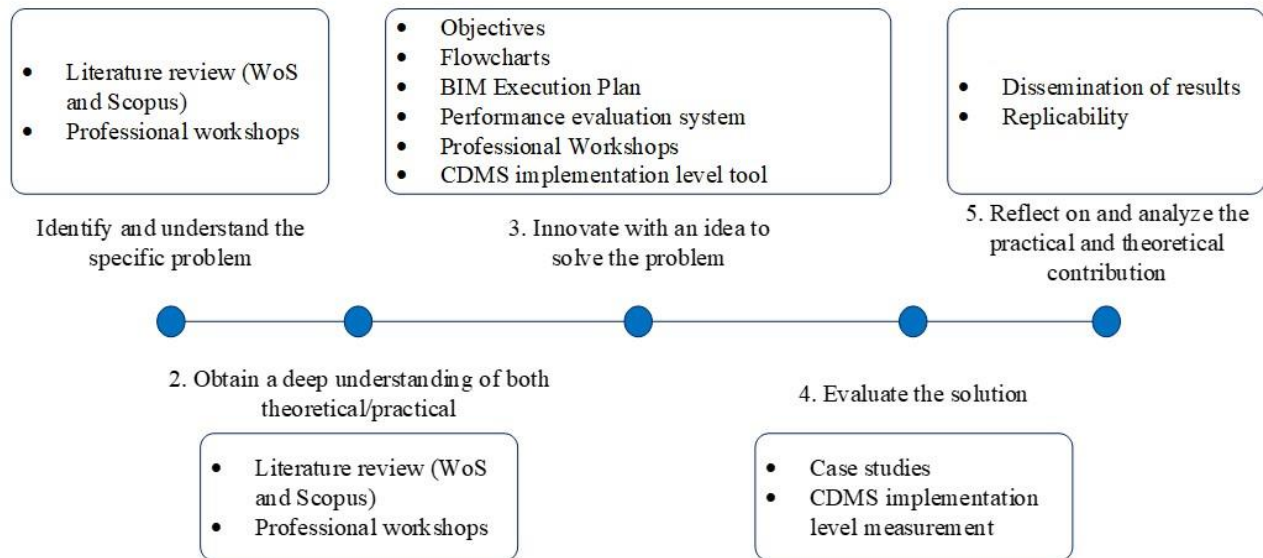 • Literature review (WoS
and Scopus)
• Professional workshops
Identify and understand the
specific problem
• Objectives
• Flowcharts
• BIM Execution Plan
• Performance evaluation system
• Professional Workshops
• CDMS implementation level tool
3. Innovate with an idea to
solve the problem
• Dissemination of results
• Replicability
5. Reflect on and analyze the
practical and theoretical
contribution
2. Obtain a deep understanding of both
theoretical/practical
• Literature review (WoS
and Scopus)
• Professional workshops
4. Evaluate the solution
• Case studies
• CDMS implementation
level measurement